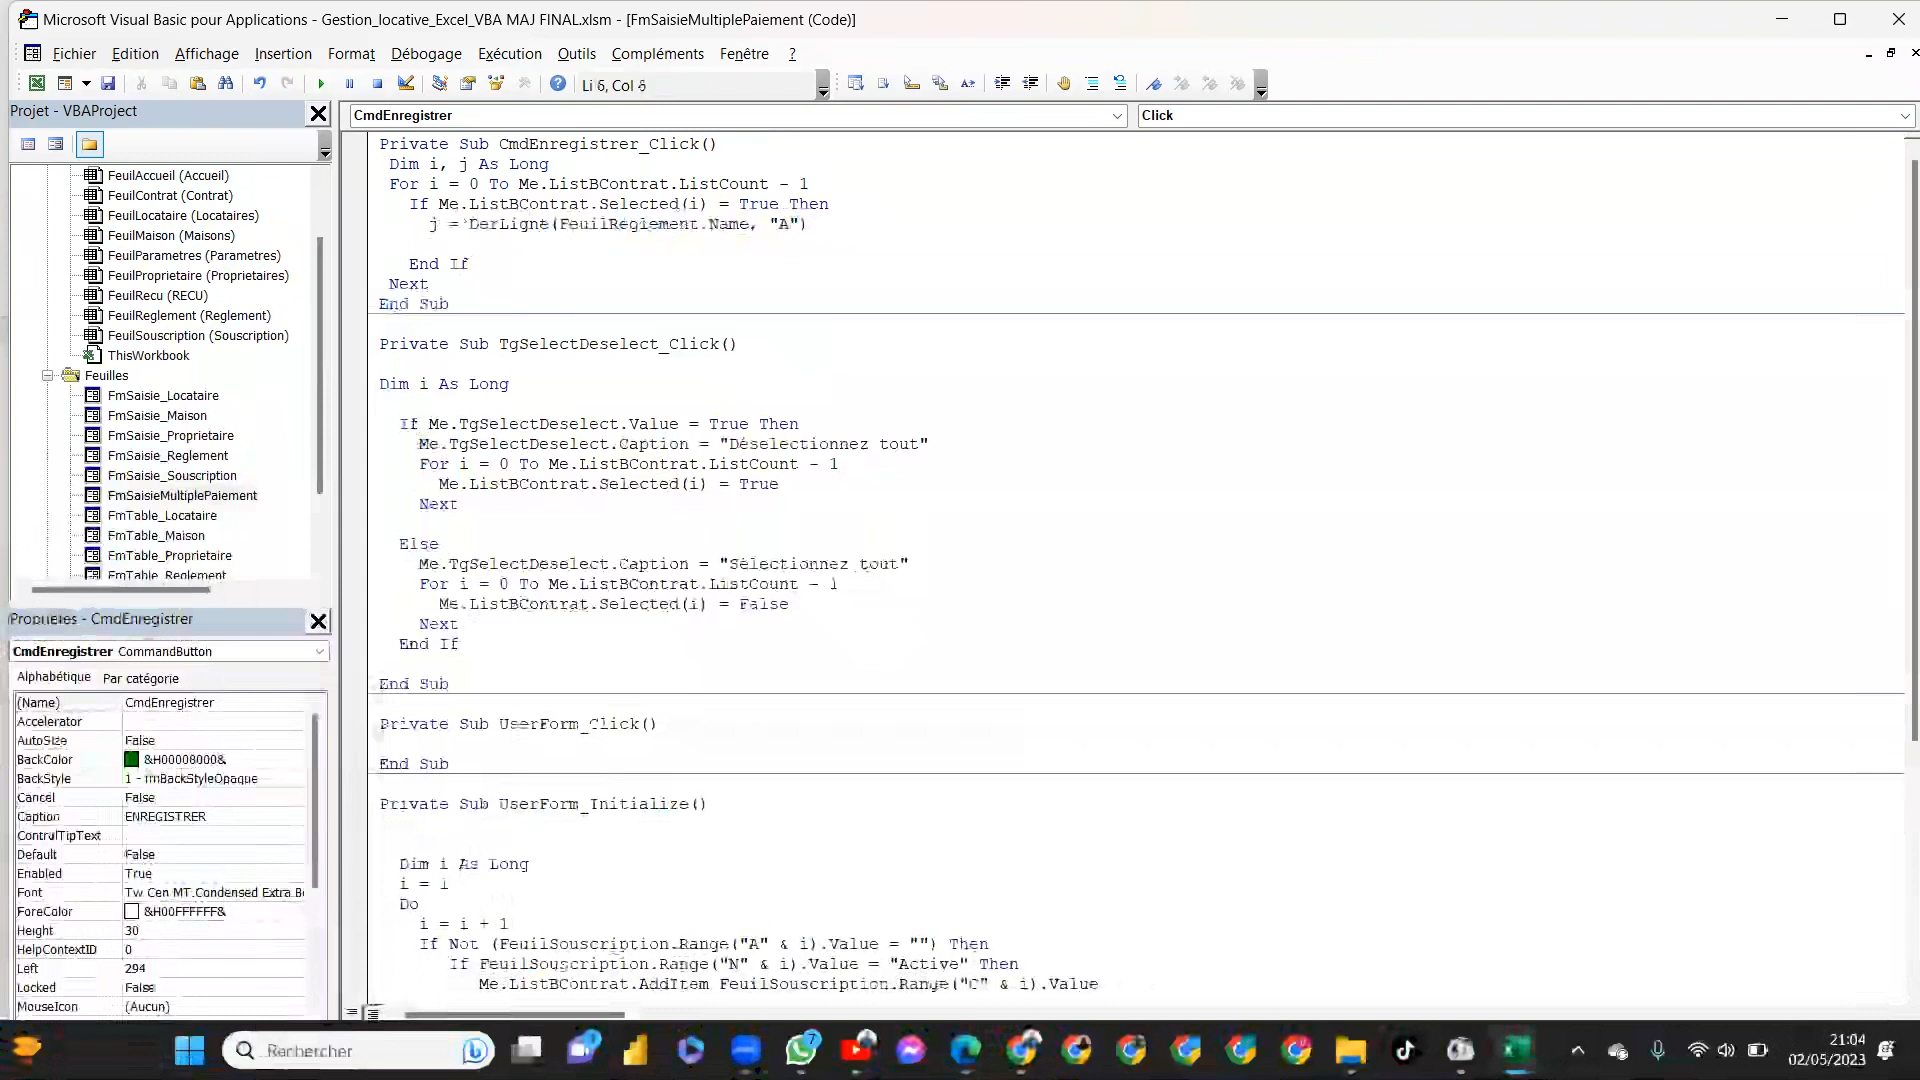 Microsoft Visual Basic pour Applications - Gestion_locative_Excel_VBA MAJ FINAL.xlsm - [FmSaisieMultiplePaiement (Code)]
Fichier Edition Affichage Insertion Format Débogage Exécution Outils Compléments Fenêtre ?
Li 6, Col 6
Projet - VBAProject
CmdEnregistrer Click
FeuilAccueil (Accueil)
FeuilContrat (Contrat)
FeuilLocataire (Locataires)
FeuilMaison (Maisons)
FeuilParametres (Parametres)
FeuilProprietaire (Proprietaires)
FeuilRecu (RECU)
FeuilReglement (Reglement)
FeuilSouscription (Souscription)
ThisWorkbook
Feuilles
FmSaisie_Locataire
FmSaisie_Maison
FmSaisie_Proprietaire
FmSaisie_Reglement
FmSaisie_Souscription
FmSaisieMultiplePaiement
FmTable_Locataire
FmTable_Maison
FmTable_Proprietaire
FmTable_Reglement
Propriétés - CmdEnregistrer
CmdEnregistrer CommandButton
Alphabétique Par catégorie
(Name) CmdEnregistrer
Accelerator
AutoSize False
BackColor &H00008000&
BackStyle 1 - fmBackStyleOpaque
Cancel False
Caption ENREGISTRER
ControlTipText
Default False
Enabled True
Font Tw Cen MT Condensed Extra Bo
ForeColor &H00FFFFFF&
Height 30
HelpContextID 0
Left 294
Locked False
MouseIcon (Aucun)
Private Sub CmdEnregistrer_Click()
Dim i, j As Long
For i = 0 To Me.ListBContrat.ListCount - 1
If Me.ListBContrat.Selected(i) = True Then
j = DerLigne(FeuilReglement.Name, "A")
End If
Next
End Sub
Private Sub TgSelectDeselect_Click()
Dim i As Long
If Me.TgSelectDeselect.Value = True Then
Me.TgSelectDeselect.Caption = "Déselectionnez tout"
For i = 0 To Me.ListBContrat.ListCount - 1
Me.ListBContrat.Selected(i) = True
Next
Else
Me.TgSelectDeselect.Caption = "Sélectionnez tout"
For i = 0 To Me.ListBContrat.ListCount - 1
Me.ListBContrat.Selected(i) = False
Next
End If
End Sub
Private Sub UserForm_Click()
End Sub
Private Sub UserForm_Initialize()
Dim i As Long
i = 1
Do
i = i + 1
If Not (FeuilSouscription.Range("A" & i).Value = "") Then
If FeuilSouscription.Range("N" & i).Value = "Active" Then
Me.ListBContrat.AddItem FeuilSouscription.Range("C" & i).Value
Rechercher
7
21:04
02/05/2023